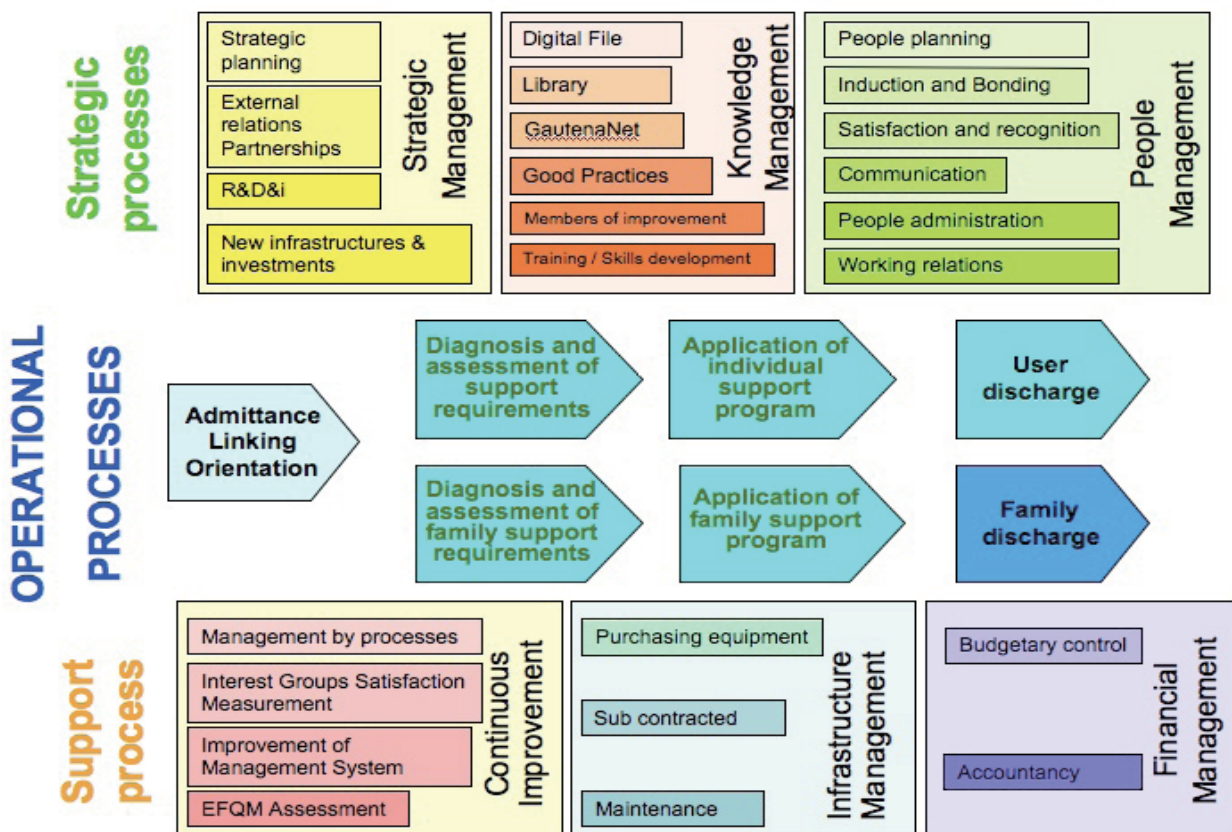 Strategic
processes
Strategic
planning
External
relations
Partnerships
R&D&i
New infrastructures &
investments
Strategic
Management
Digital File
Library
GautenaNet
Good Practices
Members of improvement
Training / Skills development
Knowledge
Management
People planning
Induction and Bonding
Satisfaction and recognition
Communication
People administration
Working relations
People
Management
OPERATIONAL
PROCESSES
Admittance
Linking
Orientation
Diagnosis and
assessment of
support
requirements
Application of
individual
support
program
User
discharge
Diagnosis and
assessment of
family support
requirements
Application of
family support
program
Family
discharge
Support
process
Management by processes
Interest Groups Satisfaction
Measurement
Improvement of
Management System
EFQM Assessment
Continuous
Improvement
Purchasing equipment
Sub contracted
Maintenance
Infrastructure
Management
Budgetary control
Accountancy
Financial
Management